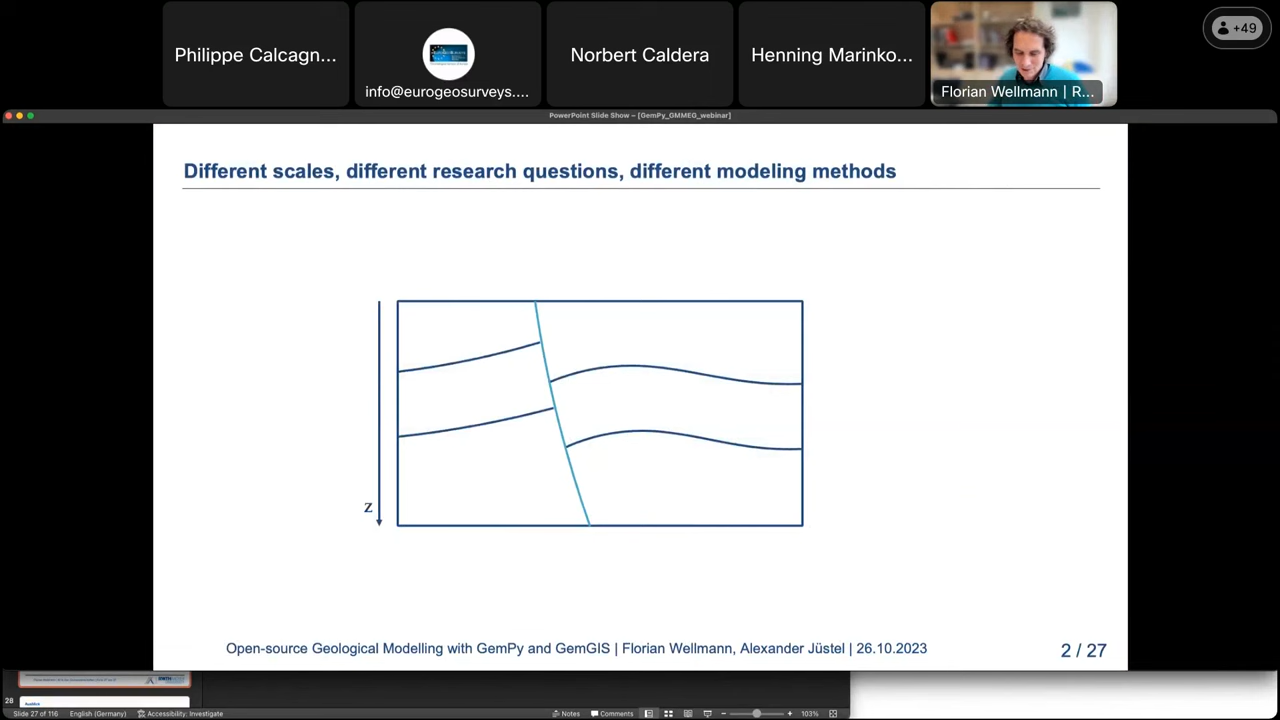 Philippe Calcagn...
info@eurogeosurveys....
Norbert Caldera
Henning Marinko...
Florian Wellmann | R...
+49
PowerPoint Slide Show – [GemPy_GMMEG_webinar]
Different scales, different research questions, different modeling methods
z
Open-source Geological Modelling with GemPy and GemGIS | Florian Wellmann, Alexander Jüstel | 26.10.2023
2 / 27
28
Slide 27 of 116
English (Germany)
Accessibility: Investigate
Notes
Comments
103%